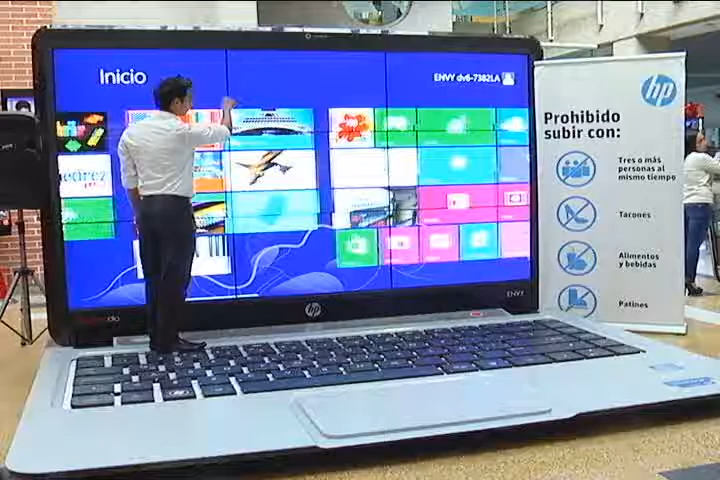 Inicio
ENVY dv6-7382LA
hp
Prohibido
subir con:
Tres o más
personas al
mismo tiempo
Tacones
Alimentos
y bebidas
Patines
hp
ENVY